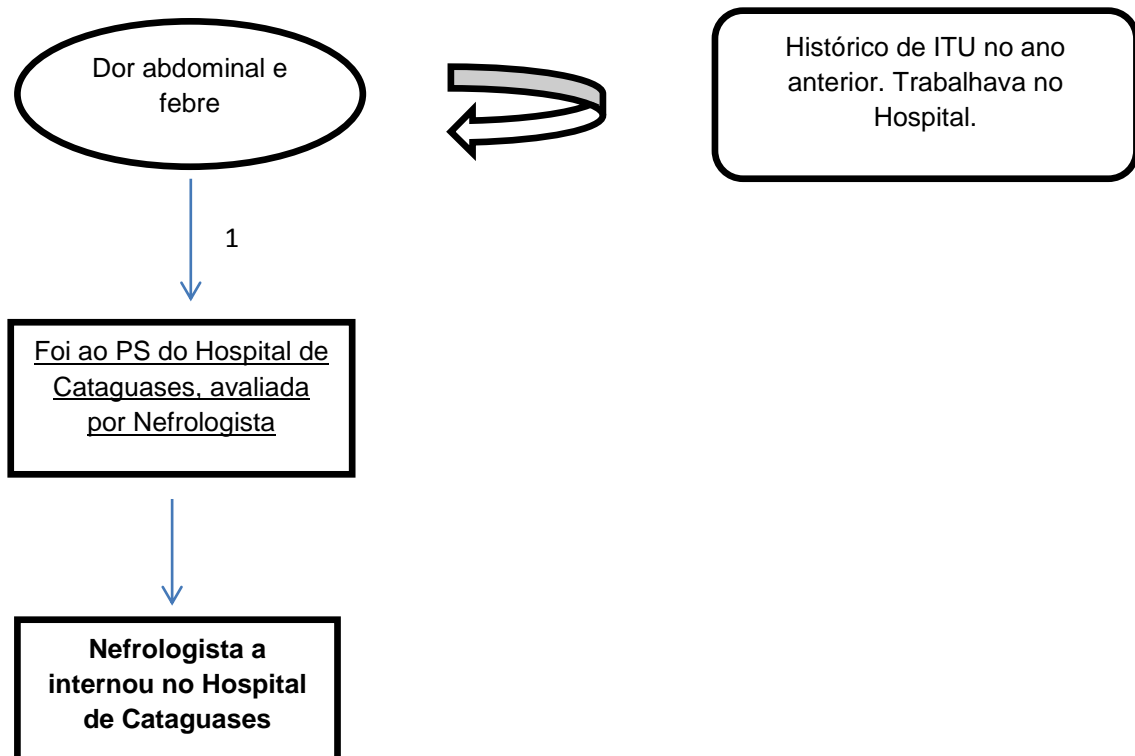 Dor abdominal e
febre
Histórico de ITU no ano
anterior. Trabalhava no
Hospital.
1
Foi ao PS do Hospital de
Cataguases, avaliada
por Nefrologista
Nefrologista a
internou no Hospital
de Cataguases